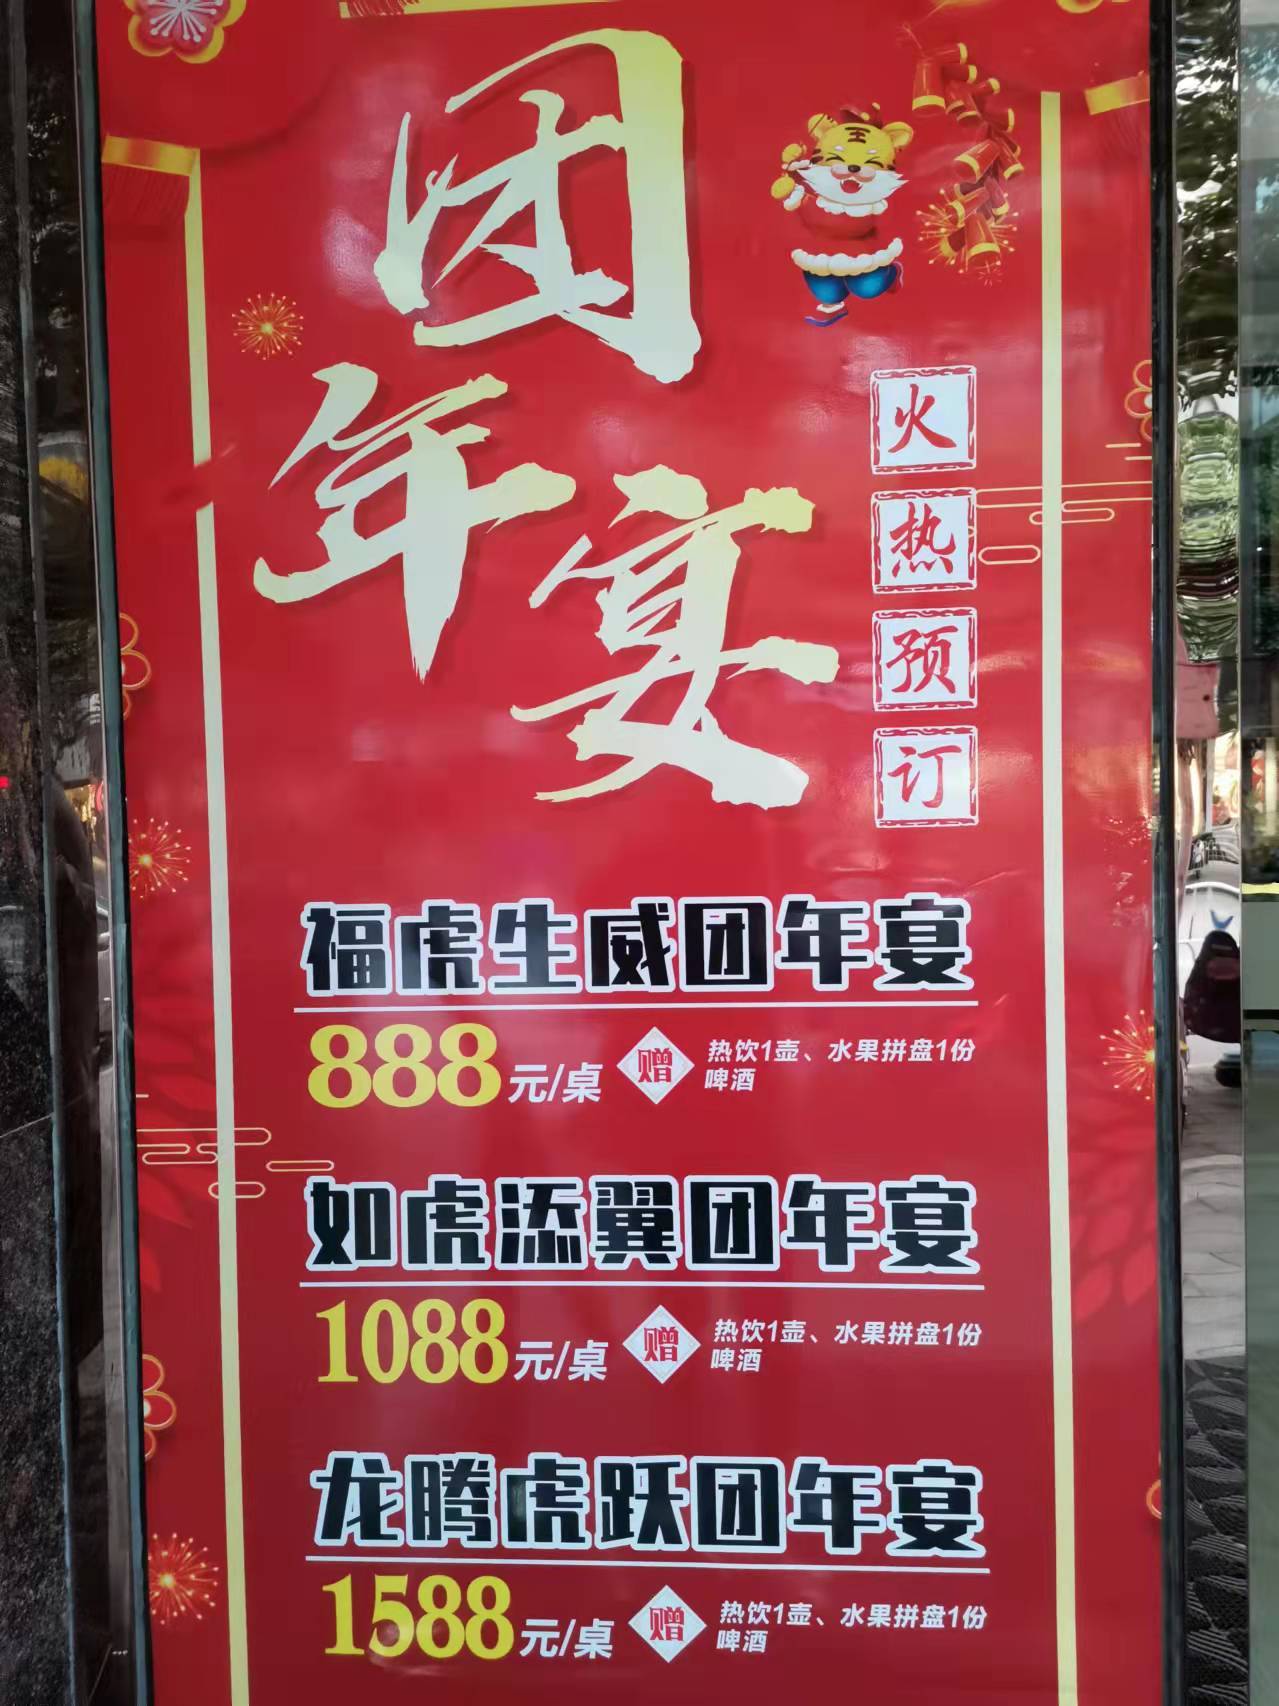 团
年
宴
火
热
预
订
福虎生威团年宴
888元/桌 赠 热饮1壶、水果拼盘1份
啤酒
如虎添翼团年宴
1088元/桌 赠 热饮1壶、水果拼盘1份
啤酒
龙腾虎跃团年宴
1588元/桌 赠 热饮1壶、水果拼盘1份
啤酒